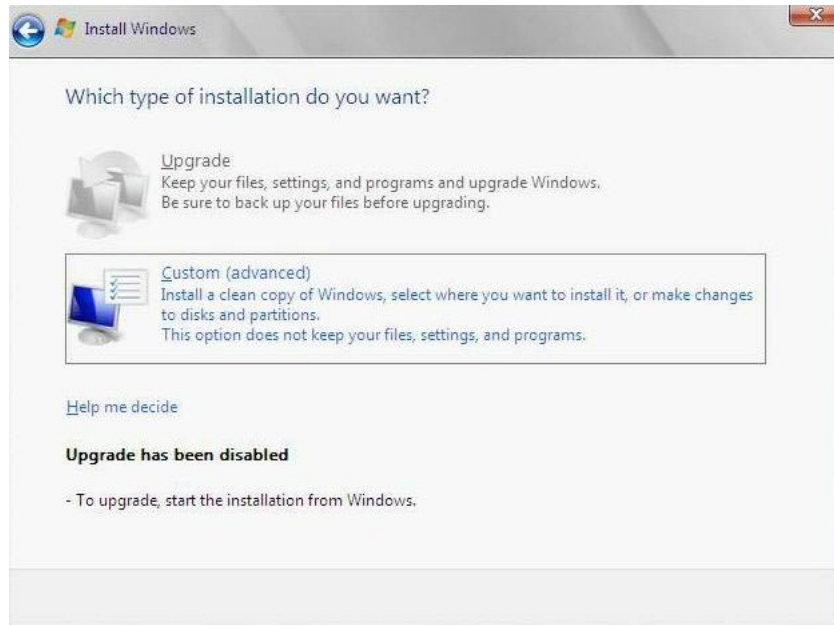 Install Windows
Which type of installation do you want?
Upgrade
Keep your files, settings, and programs and upgrade Windows.
Be sure to back up your files before upgrading.
Custom (advanced)
Install a clean copy of Windows, select where you want to install it, or make changes
to disks and partitions.
This option does not keep your files, settings, and programs.
Help me decide
Upgrade has been disabled
- To upgrade, start the installation from Windows.